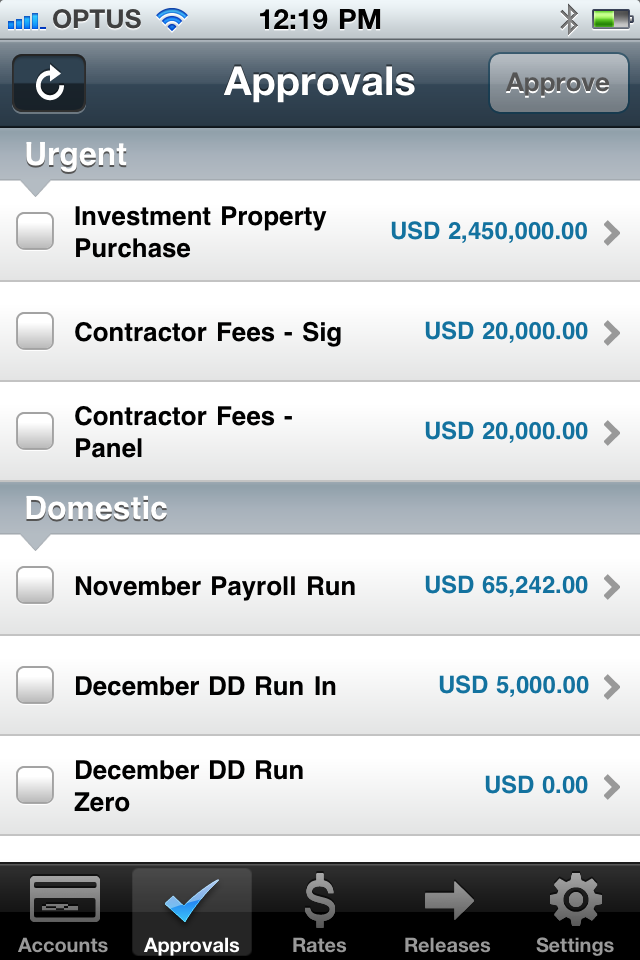 OPTUS 12:19 PM
Approvals Approve
Urgent
Investment Property
Purchase
USD 2,450,000.00
Contractor Fees - Sig USD 20,000.00
Contractor Fees -
Panel
USD 20,000.00
Domestic
November Payroll Run USD 65,242.00
December DD Run In USD 5,000.00
December DD Run
Zero
USD 0.00
Accounts Approvals Rates Releases Settings